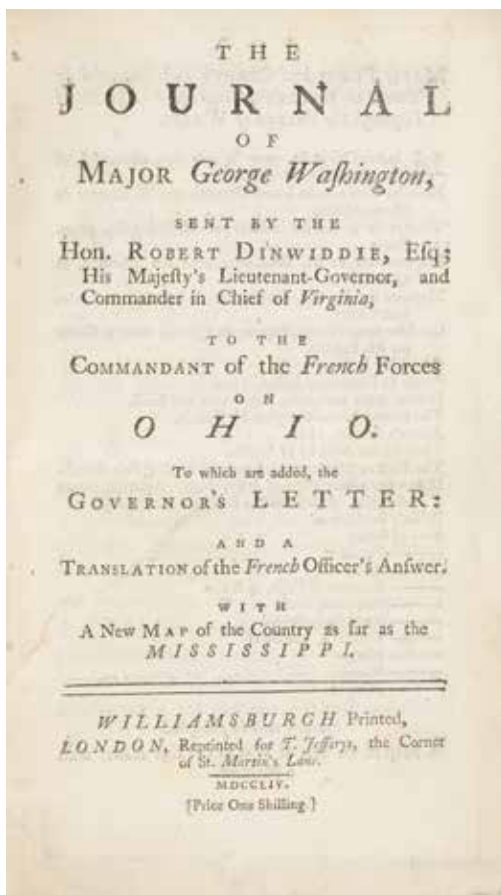 THE
JOURNAL
OF
MAJOR George Waſhington,
SENT BY THE
Hon. ROBERT DINWIDDIE, Eſq;
His Majeſty's Lieutenant-Governor, and
Commander in Chief of Virginia,
TO THE
COMMANDANT of the French Forces
ON
OHIO.
To which are added, the
GOVERNOR'S LETTER:
AND A
TRANSLATION of the French Officer's Anſwer.
WITH
A New MAP of the Country as far as the
MISSISSIPPI.
WILLIAMSBURGH Printed,
LONDON, Reprinted for T. Jefferys, the Corner
of St. Martin's Lane.
MDCCLIV.
[Price One Shilling.]